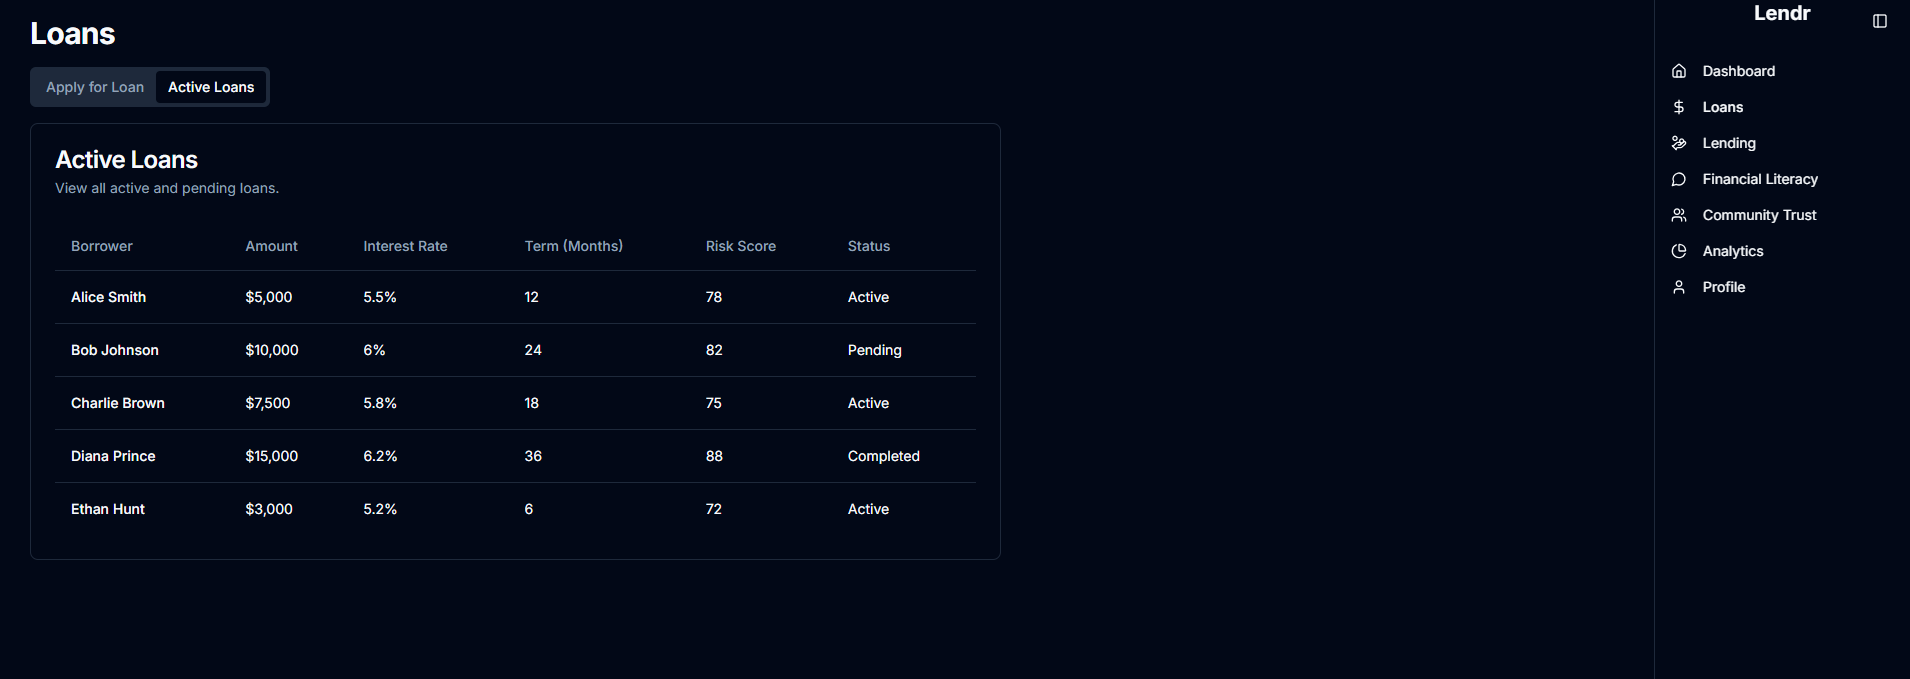 Loans
Apply for Loan Active Loans
Active Loans
View all active and pending loans.
Borrower Amount Interest Rate Term (Months) Risk Score Status
Alice Smith $5,000 5.5% 12 78 Active
Bob Johnson $10,000 6% 24 82 Pending
Charlie Brown $7,500 5.8% 18 75 Active
Diana Prince $15,000 6.2% 36 88 Completed
Ethan Hunt $3,000 5.2% 6 72 Active
Lendr
Dashboard
Loans
Lending
Financial Literacy
Community Trust
Analytics
Profile